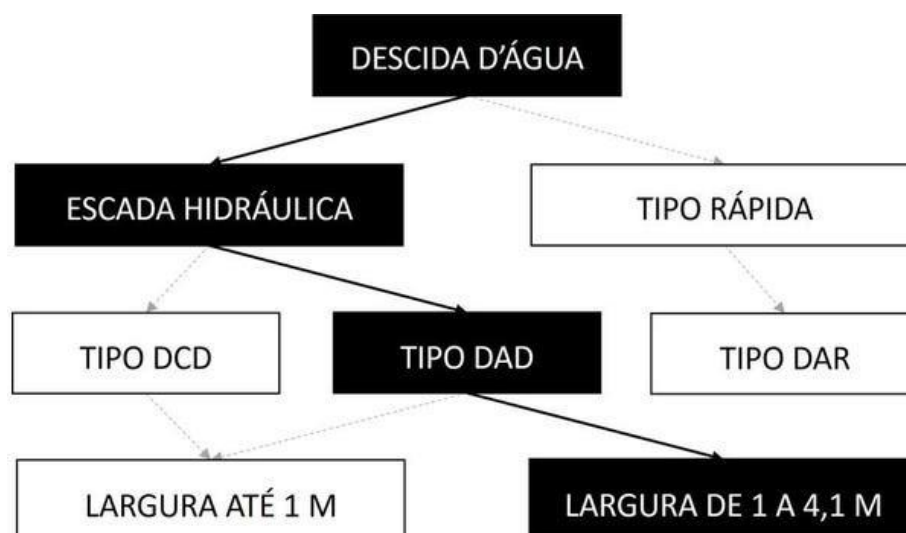 DESCIDA D'ÁGUA
ESCADA HIDRÁULICA
TIPO RÁPIDA
TIPO DCD
TIPO DAD
TIPO DAR
LARGURA ATÉ 1 M
LARGURA DE 1 A 4,1 M